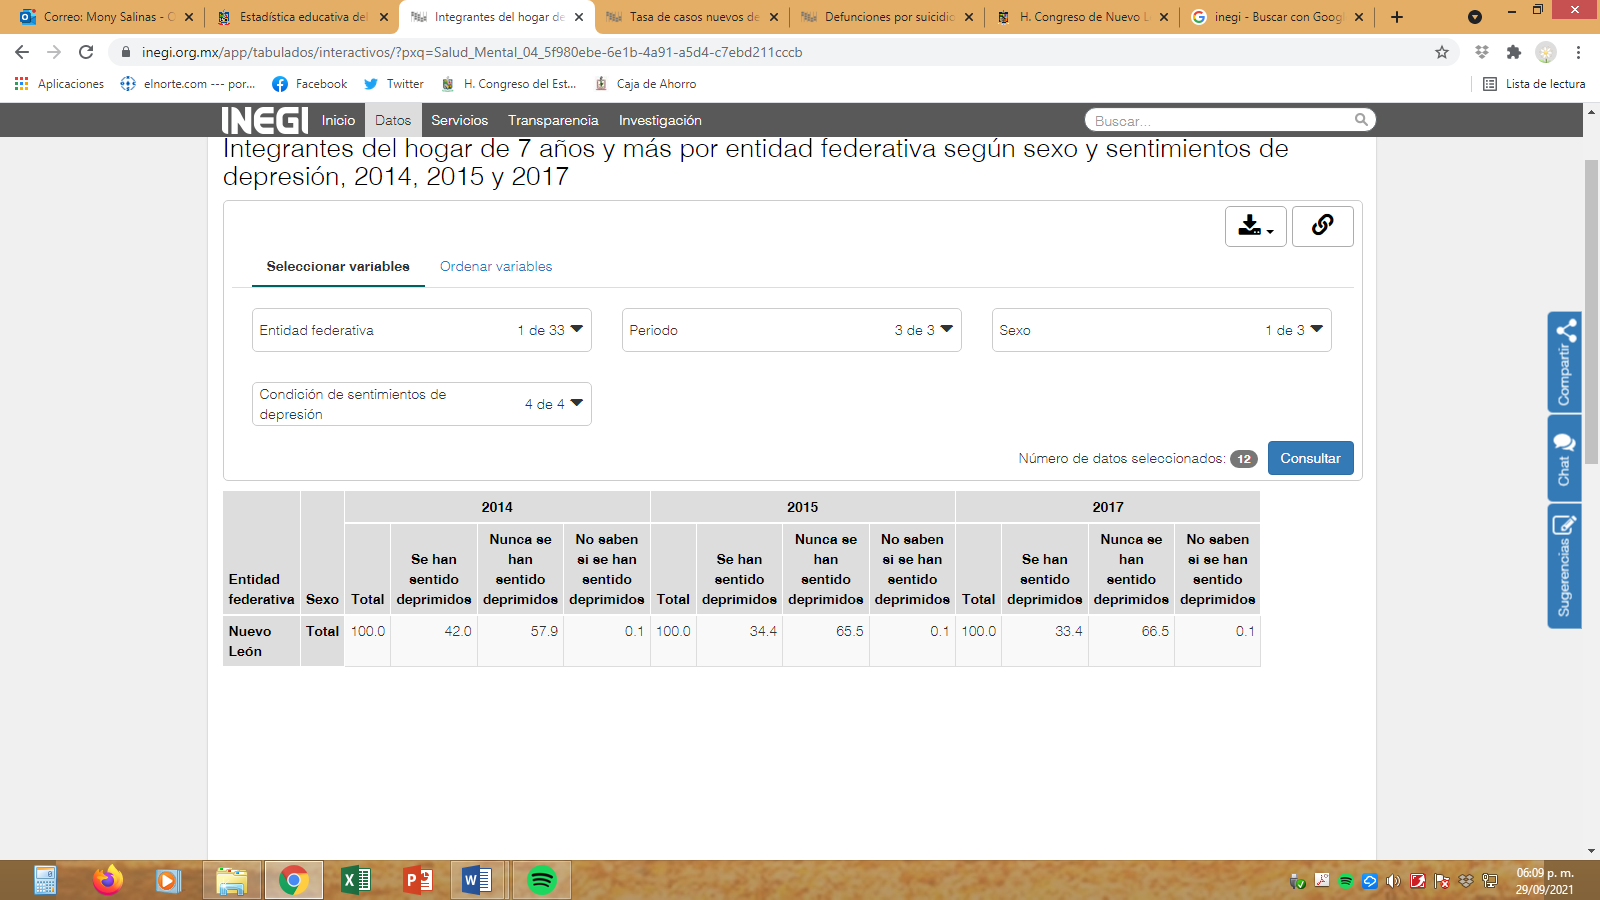 Correo: Mony Salinas - O
Estadística educativa del
Integrantes del hogar de
Tasa de casos nuevos de
Defunciones por suicidio
H. Congreso de Nuevo L
inegi - Buscar con Goog
inegi.org.mx/app/tabulados/interactivos/?pxq=Salud_Mental_04_5f980ebe-6e1b-4a91-a5d4-c7ebd211cccb
Aplicaciones
elnorte.com --- por...
Facebook
Twitter
H. Congreso del Est...
Caja de Ahorro
Lista de lectura
INEGI Inicio Datos Servicios Transparencia Investigación
Buscar...
Integrantes del hogar de 7 años y más por entidad federativa según sexo y sentimientos de
depresión, 2014, 2015 y 2017
Seleccionar variables Ordenar variables
Entidad federativa 1 de 33
Periodo 3 de 3
Sexo 1 de 3
Condición de sentimientos de
depresión
4 de 4
Número de datos seleccionados: 12 Consultar
Compartir
Chat
Sugerencias
2014 2015 2017
Entidad
federativa
Sexo
Total
Se han
sentido
deprimidos
Nunca se
han
sentido
deprimidos
No saben
si se han
sentido
deprimidos
Total
Se han
sentido
deprimidos
Nunca se
han
sentido
deprimidos
No saben
si se han
sentido
deprimidos
Total
Se han
sentido
deprimidos
Nunca se
han
sentido
deprimidos
No saben
si se han
sentido
deprimidos
Nuevo
León
Total 100.0 42.0 57.9 0.1 100.0 34.4 65.5 0.1 100.0 33.4 66.5 0.1
06:09 p. m.
29/09/2021